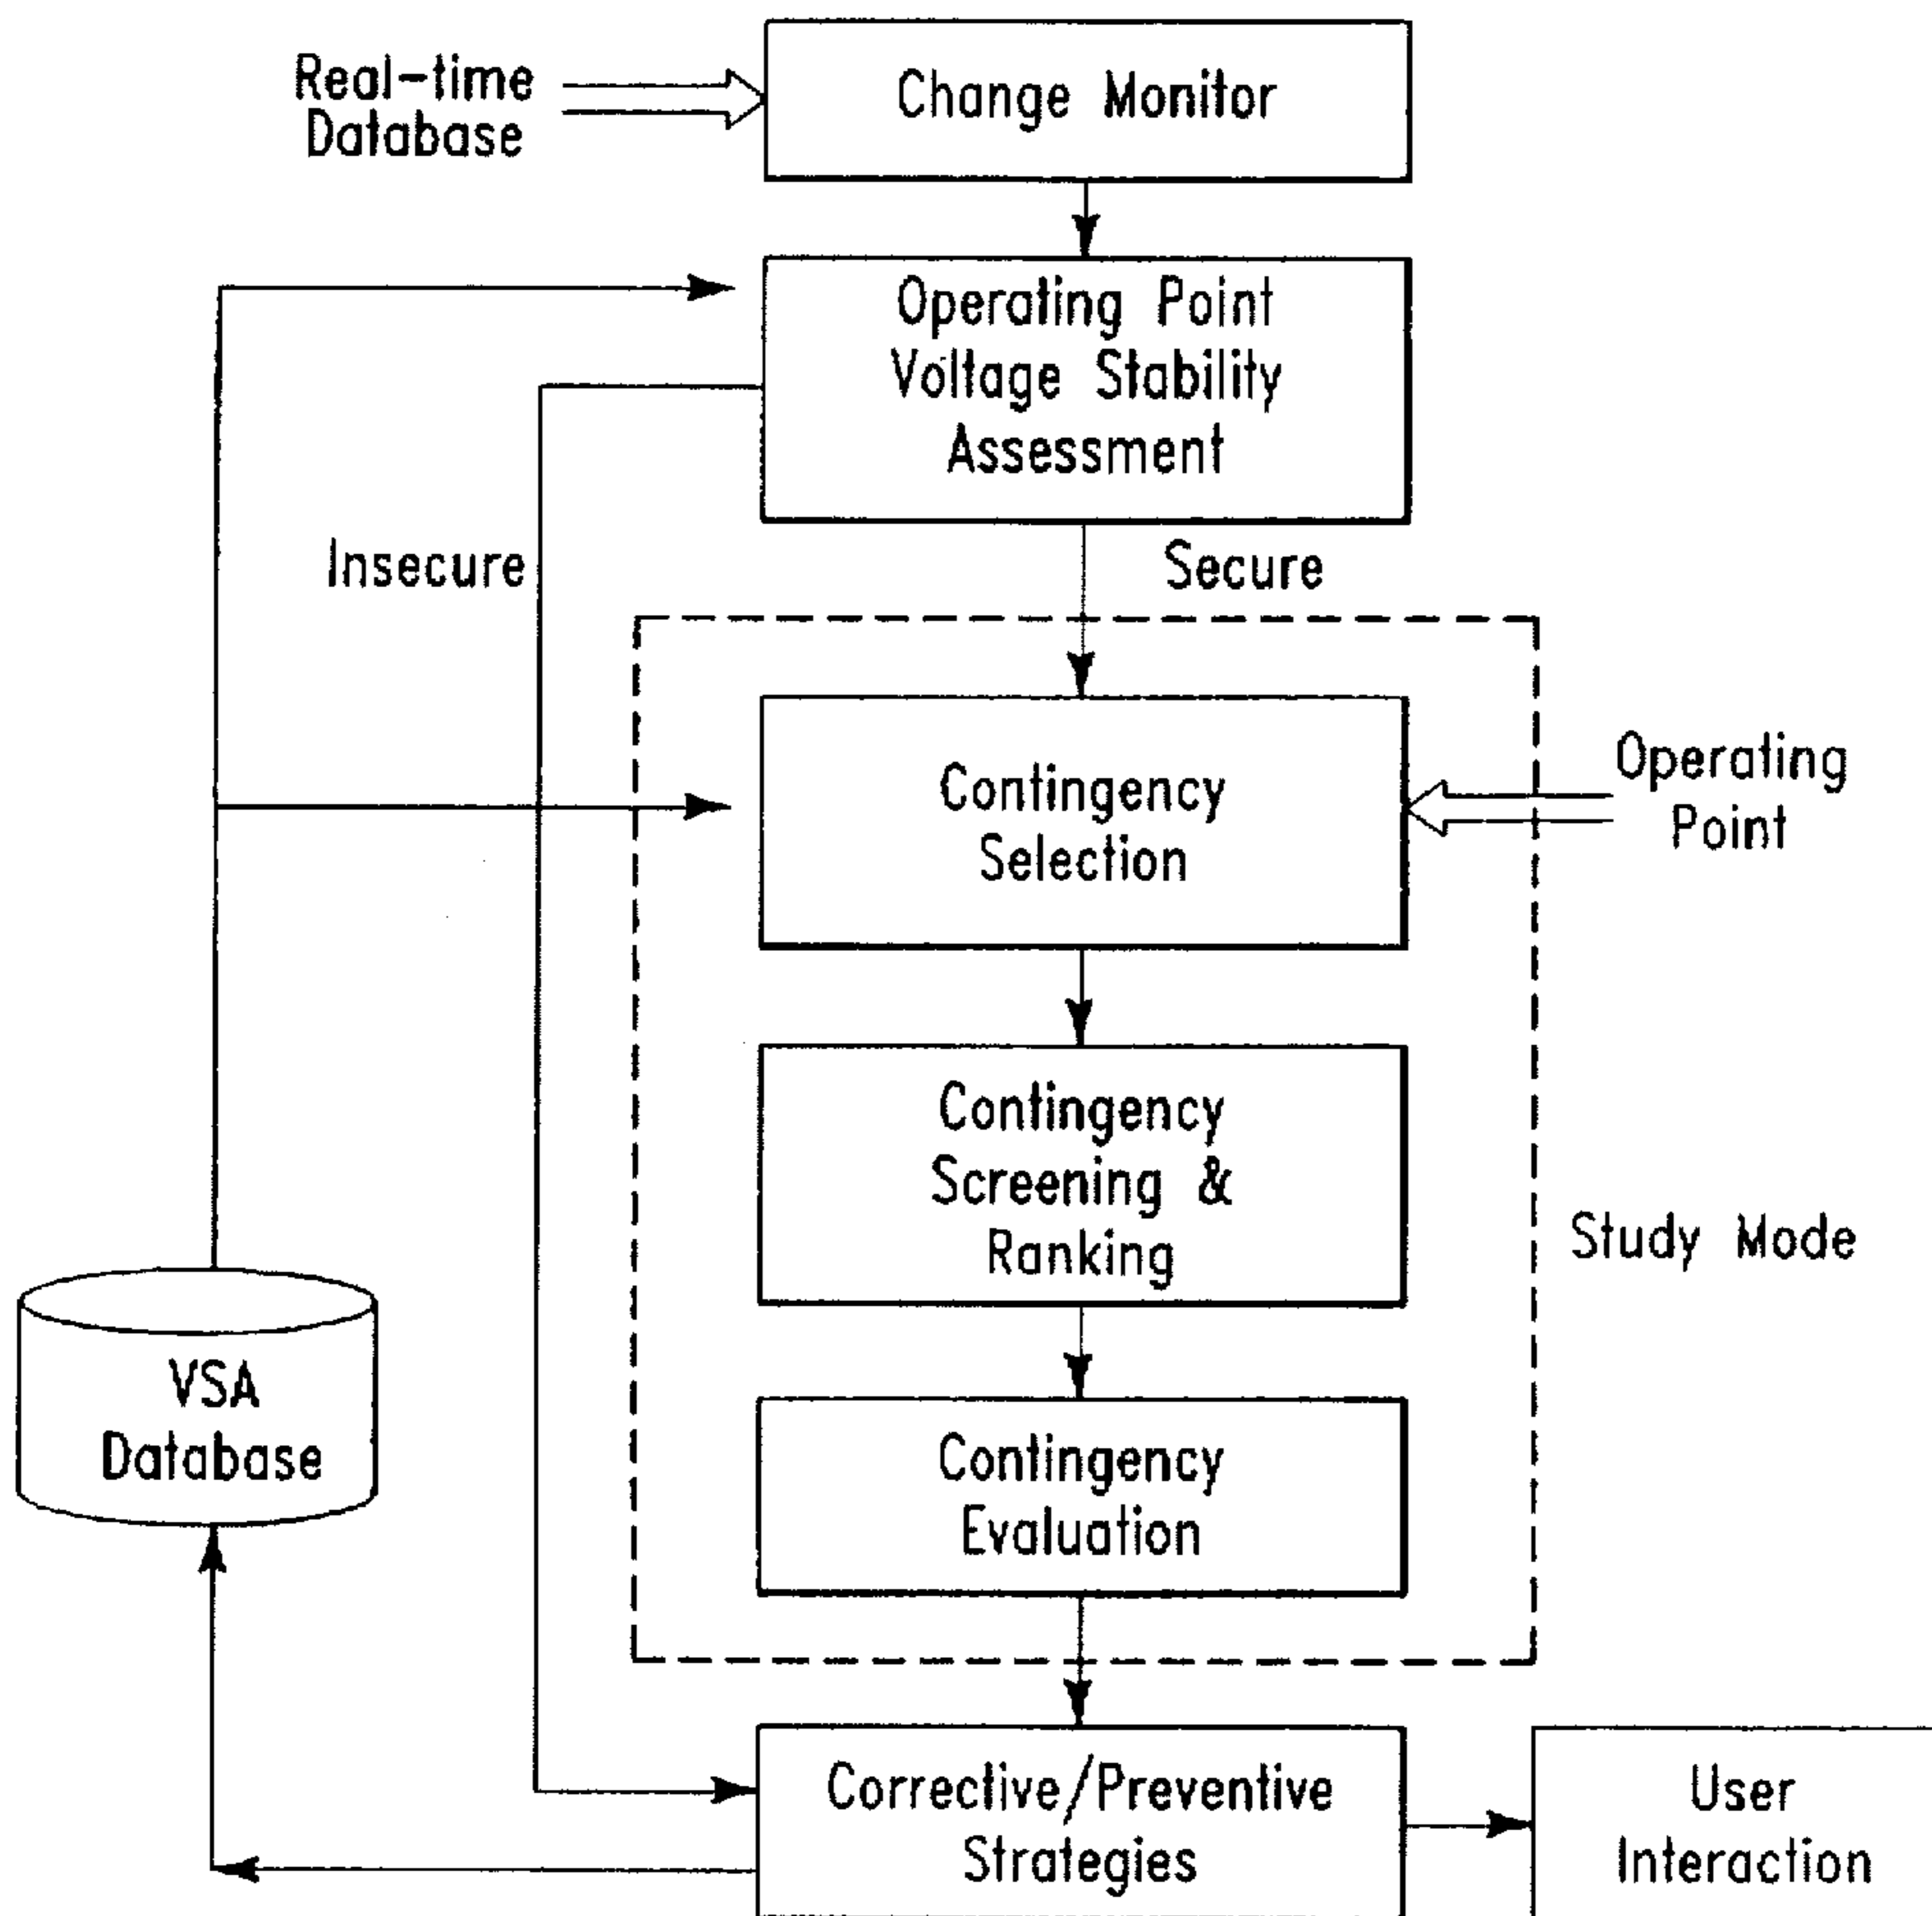 Real-time
Database
Change Monitor
Operating Point
Voltage Stability
Assessment
Insecure
Secure
Contingency
Selection
Operating
Point
Contingency
Screening &
Ranking
Study Mode
VSA
Database
Contingency
Evaluation
Corrective/Preventive
Strategies
User
Interaction